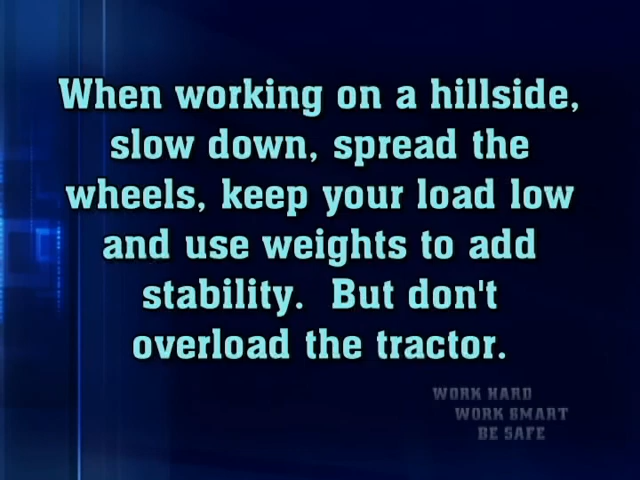 When working on a hillside,
slow down, spread the
wheels, keep your load low
and use weights to add
stability.  But don't
overload the tractor.
WORK HARD
WORK SMART
BE SAFE